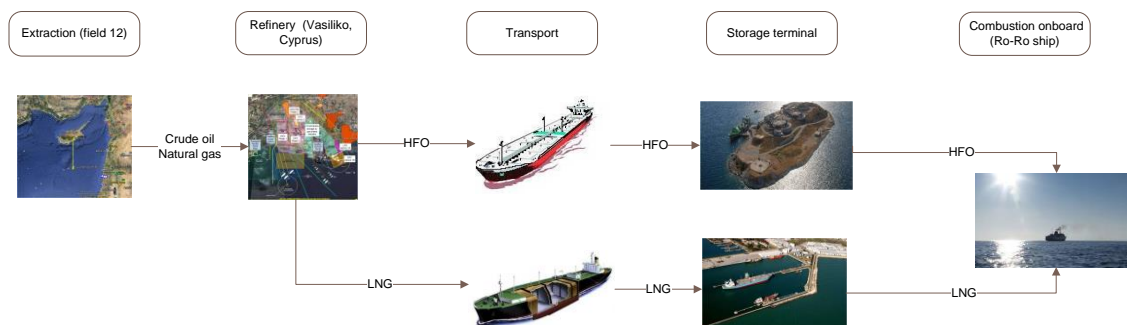 Extraction (field 12)
Refinery (Vasiliko,
Cyprus)
Transport
Storage terminal
Combustion onboard
(Ro-Ro ship)
Crude oil
Natural gas
HFO
HFO
HFO
LNG
LNG
LNG